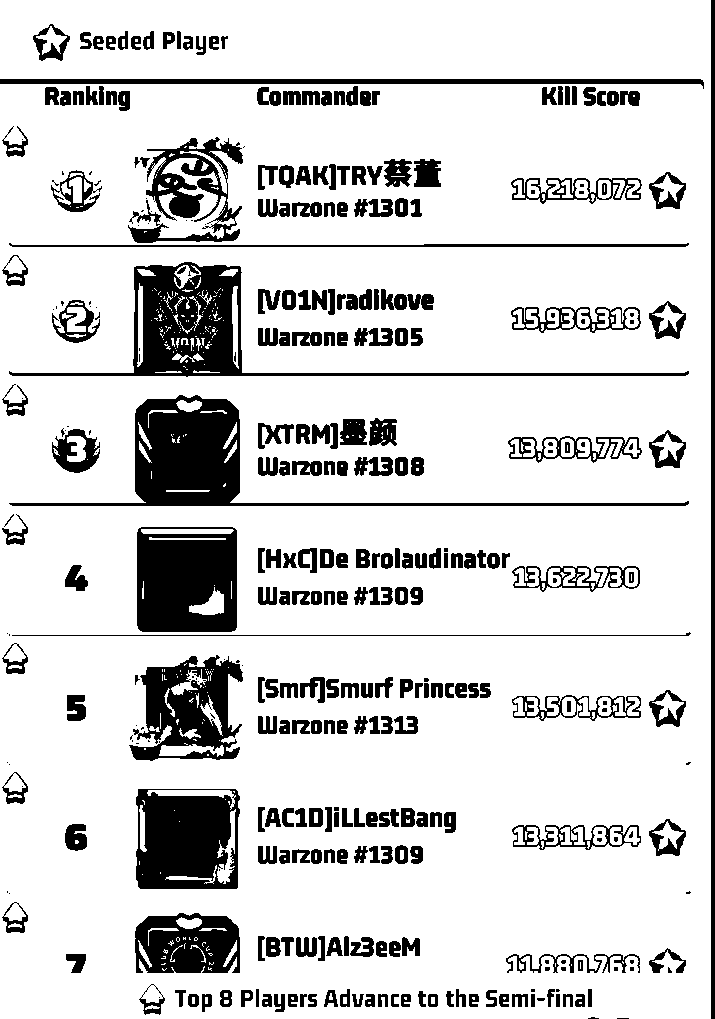 Seeded Player
Ranking Commander Kill Score
1 [TQAK]TRY蔡董 16,218,072
Warzone #1301
2 [VO1N]radikove 15,936,318
VO1N
Warzone #1305
3 [XTRM]墨颜 13,809,774
Warzone #1308
4 [HxC]De Brolaudinator 13,622,730
Warzone #1309
5 [Smrf]Smurf Princess 13,501,812
Warzone #1313
6 [AC1D]iLLestBang 13,311,864
Warzone #1309
7 [BTW]Alz3eeM 11,880,768
Top 8 Players Advance to the Semi-final